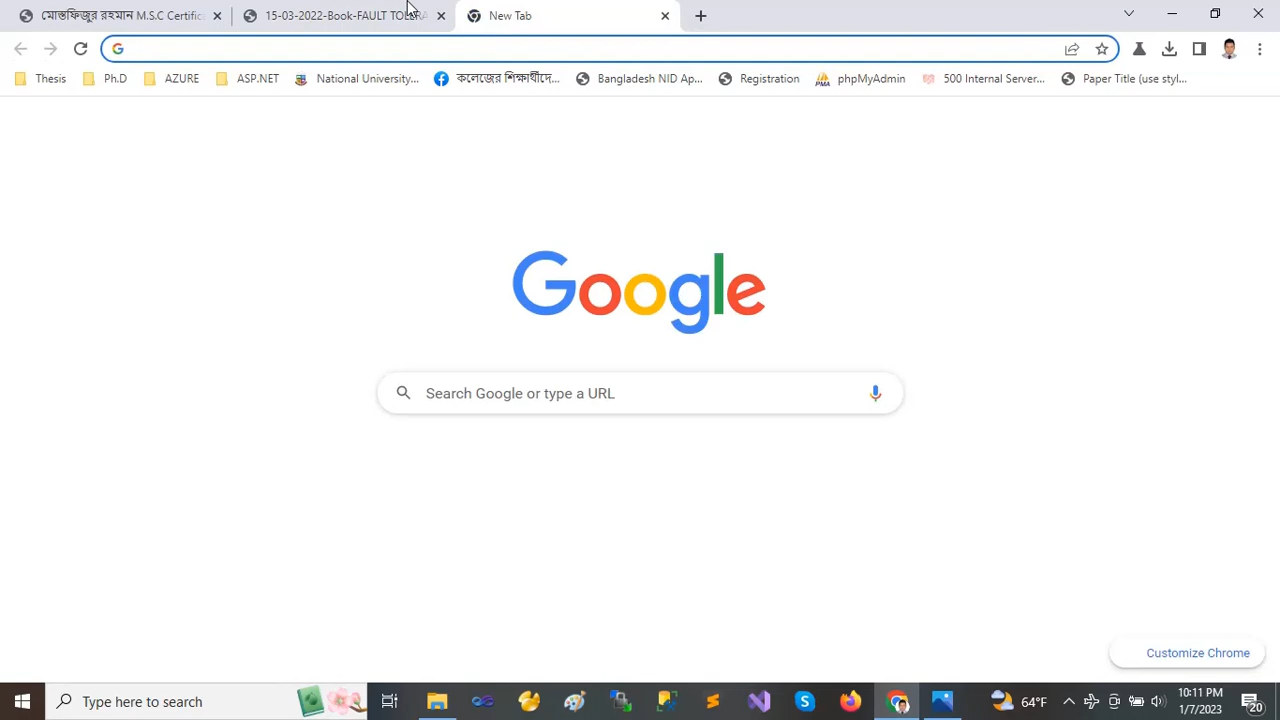 মোস্তফিজুর রহমান M.S.C Certific
15-03-2022-Book-FAULT TOLERA
New Tab
Thesis
Ph.D
AZURE
ASP.NET
National University...
কলেজের শিক্ষার্থীদে...
Bangladesh NID Ap...
Registration
phpMyAdmin
500 Internal Server...
Paper Title (use styl...
Google
Search Google or type a URL
Customize Chrome
Type here to search
64°F
10:11 PM
1/7/2023
20